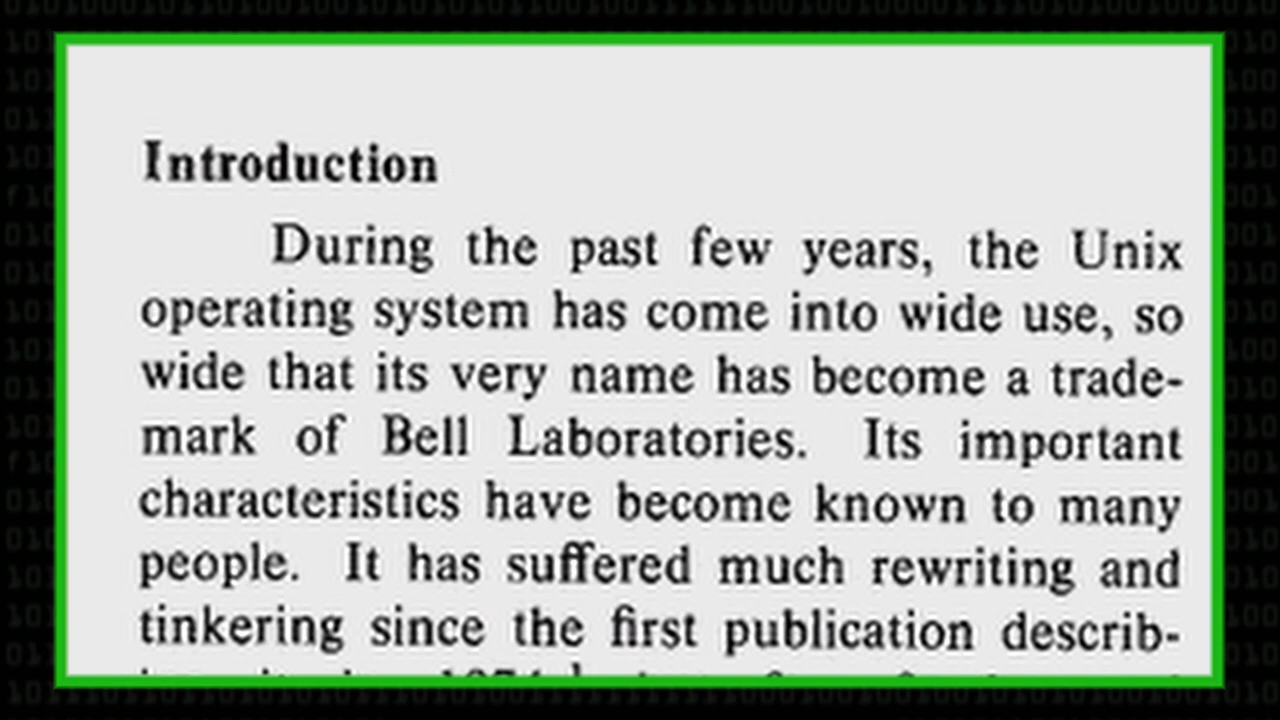 Introduction
During the past few years, the Unix
operating system has come into wide use, so
wide that its very name has become a trade-
mark of Bell Laboratories. Its important
characteristics have become known to many
people. It has suffered much rewriting and
tinkering since the first publication describ-